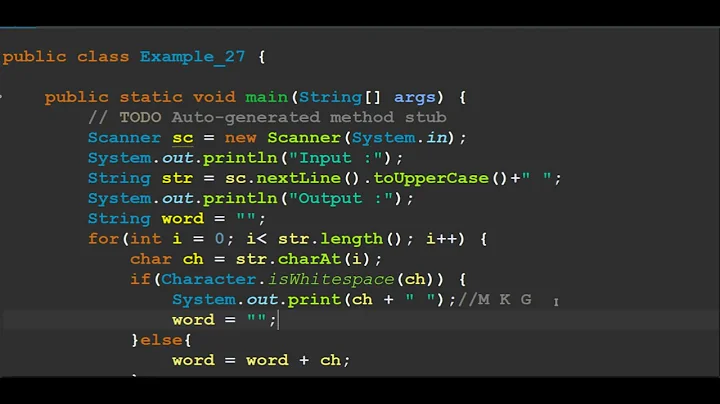 public class Example_27 {
public static void main(String[] args) {
// TODO Auto-generated method stub
Scanner sc = new Scanner(System.in);
System.out.println("Input :");
String str = sc.nextLine().toUpperCase()+" ";
System.out.println("Output :");
String word = "";
for(int i = 0; i< str.length(); i++) {
char ch = str.charAt(i);
if(Character.isWhitespace(ch)) {
System.out.print(ch + " ");//M K G
word = "";
}else{
word = word + ch;
}